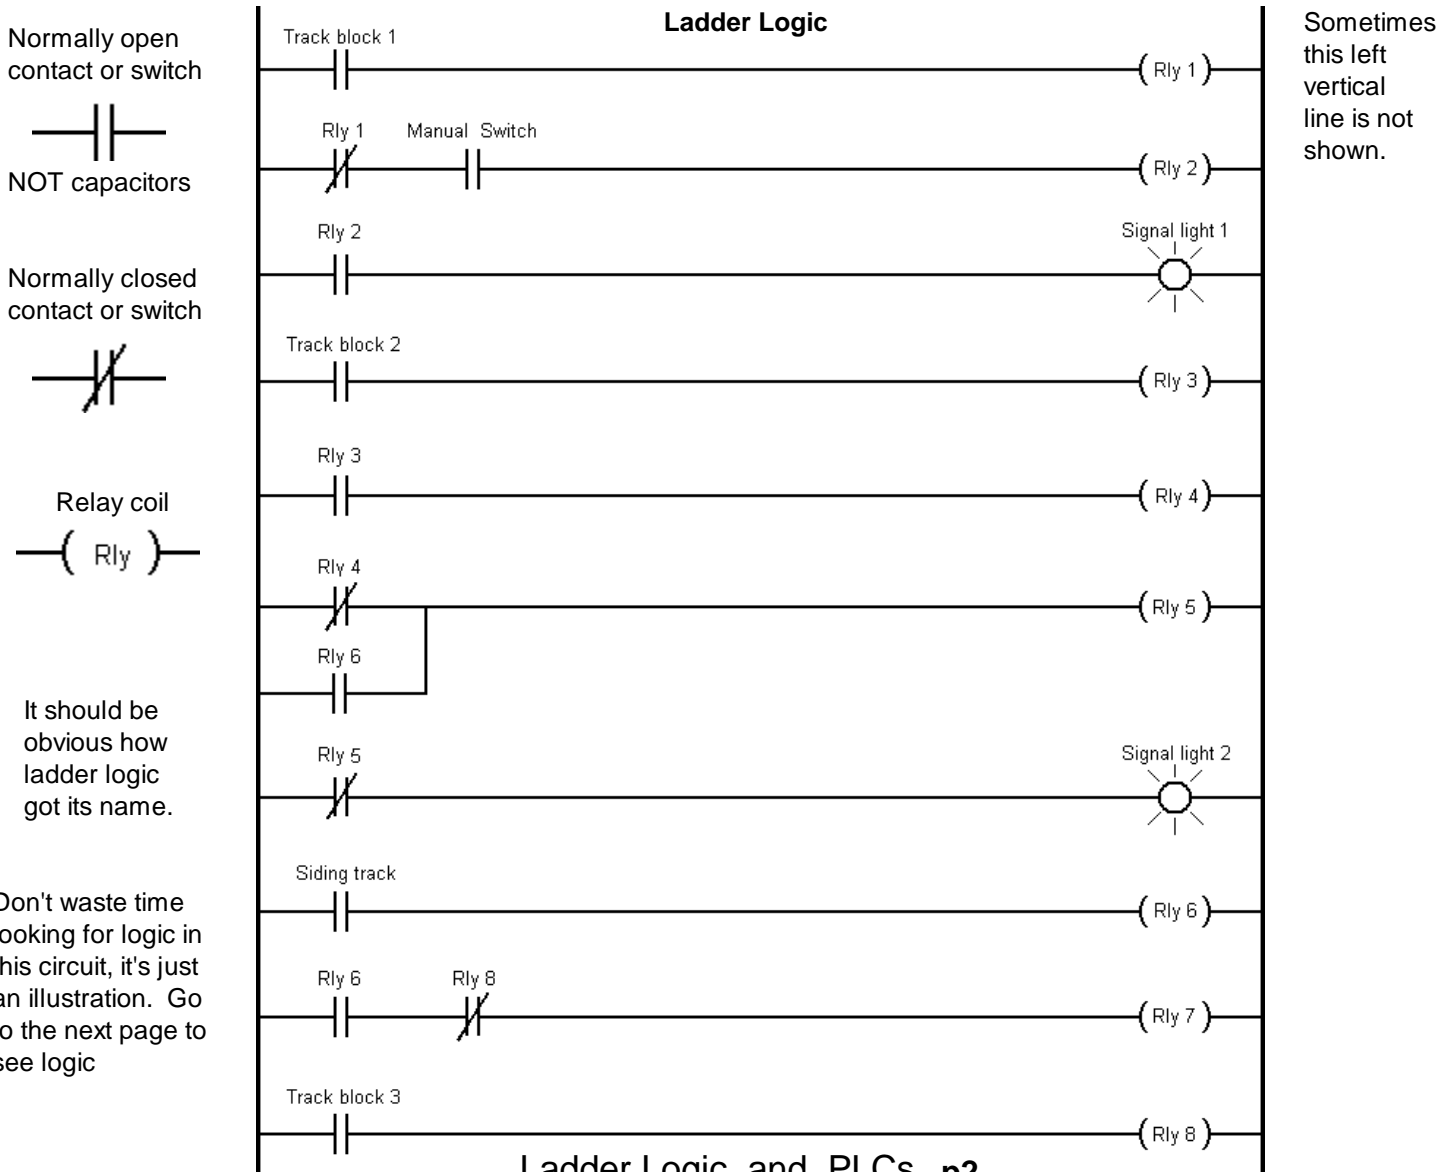 Ladder Logic
Normally open
contact or switch
NOT capacitors
Normally closed
contact or switch
Relay coil
Rly
It should be
obvious how
ladder logic
got its name.
Don't waste time
ooking for logic in
his circuit, it's just
an illustration. Go
o the next page to
see logic
Track block 1
Rly 1
Rly 1
Manual Switch
Rly 2
Rly 2
Signal light 1
Track block 2
Rly 3
Rly 3
Rly 4
Rly 4
Rly 5
Rly 6
Rly 5
Signal light 2
Siding track
Rly 6
Rly 6
Rly 8
Rly 7
Track block 3
Rly 8
Ladder Logic and PLCs p2
Sometimes
this left
vertical
line is not
shown.